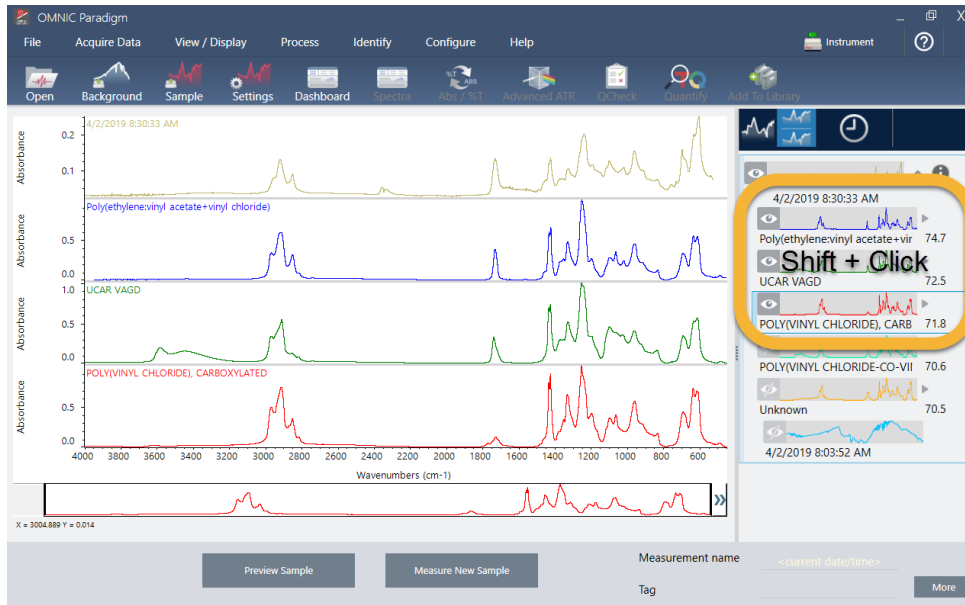 OMNIC Paradigm
File Acquire Data View / Display Process Identify Configure Help Instrument
Open Background Sample Settings Dashboard Spectra Abs / %T Advanced ATR QCheck Quantify Add To Library
%T ABS
4/2/2019 8:30:33 AM
Absorbance
0.2
0.1
Poly(ethylene:vinyl acetate+vinyl chloride)
Absorbance
0.5
0.0
UCAR VAGD
Absorbance
1.0
0.5
0.0
POLY(VINYL CHLORIDE), CARBOXYLATED
Absorbance
0.5
0.0
4000 3800 3600 3400 3200 3000 2800 2600 2400 2200 2000 1800 1600 1400 1200 1000 800 600
Wavenumbers (cm-1)
X = 3004.889 Y = 0.014
4/2/2019 8:30:33 AM
Poly(ethylene:vinyl acetate+vir 74.7
Shift + Click
UCAR VAGD 72.5
POLY(VINYL CHLORIDE), CARB 71.8
POLY(VINYL CHLORIDE-CO-VII 70.6
Unknown 70.5
4/2/2019 8:03:52 AM
Preview Sample
Measure New Sample
Measurement name <current date/time>
Tag
More